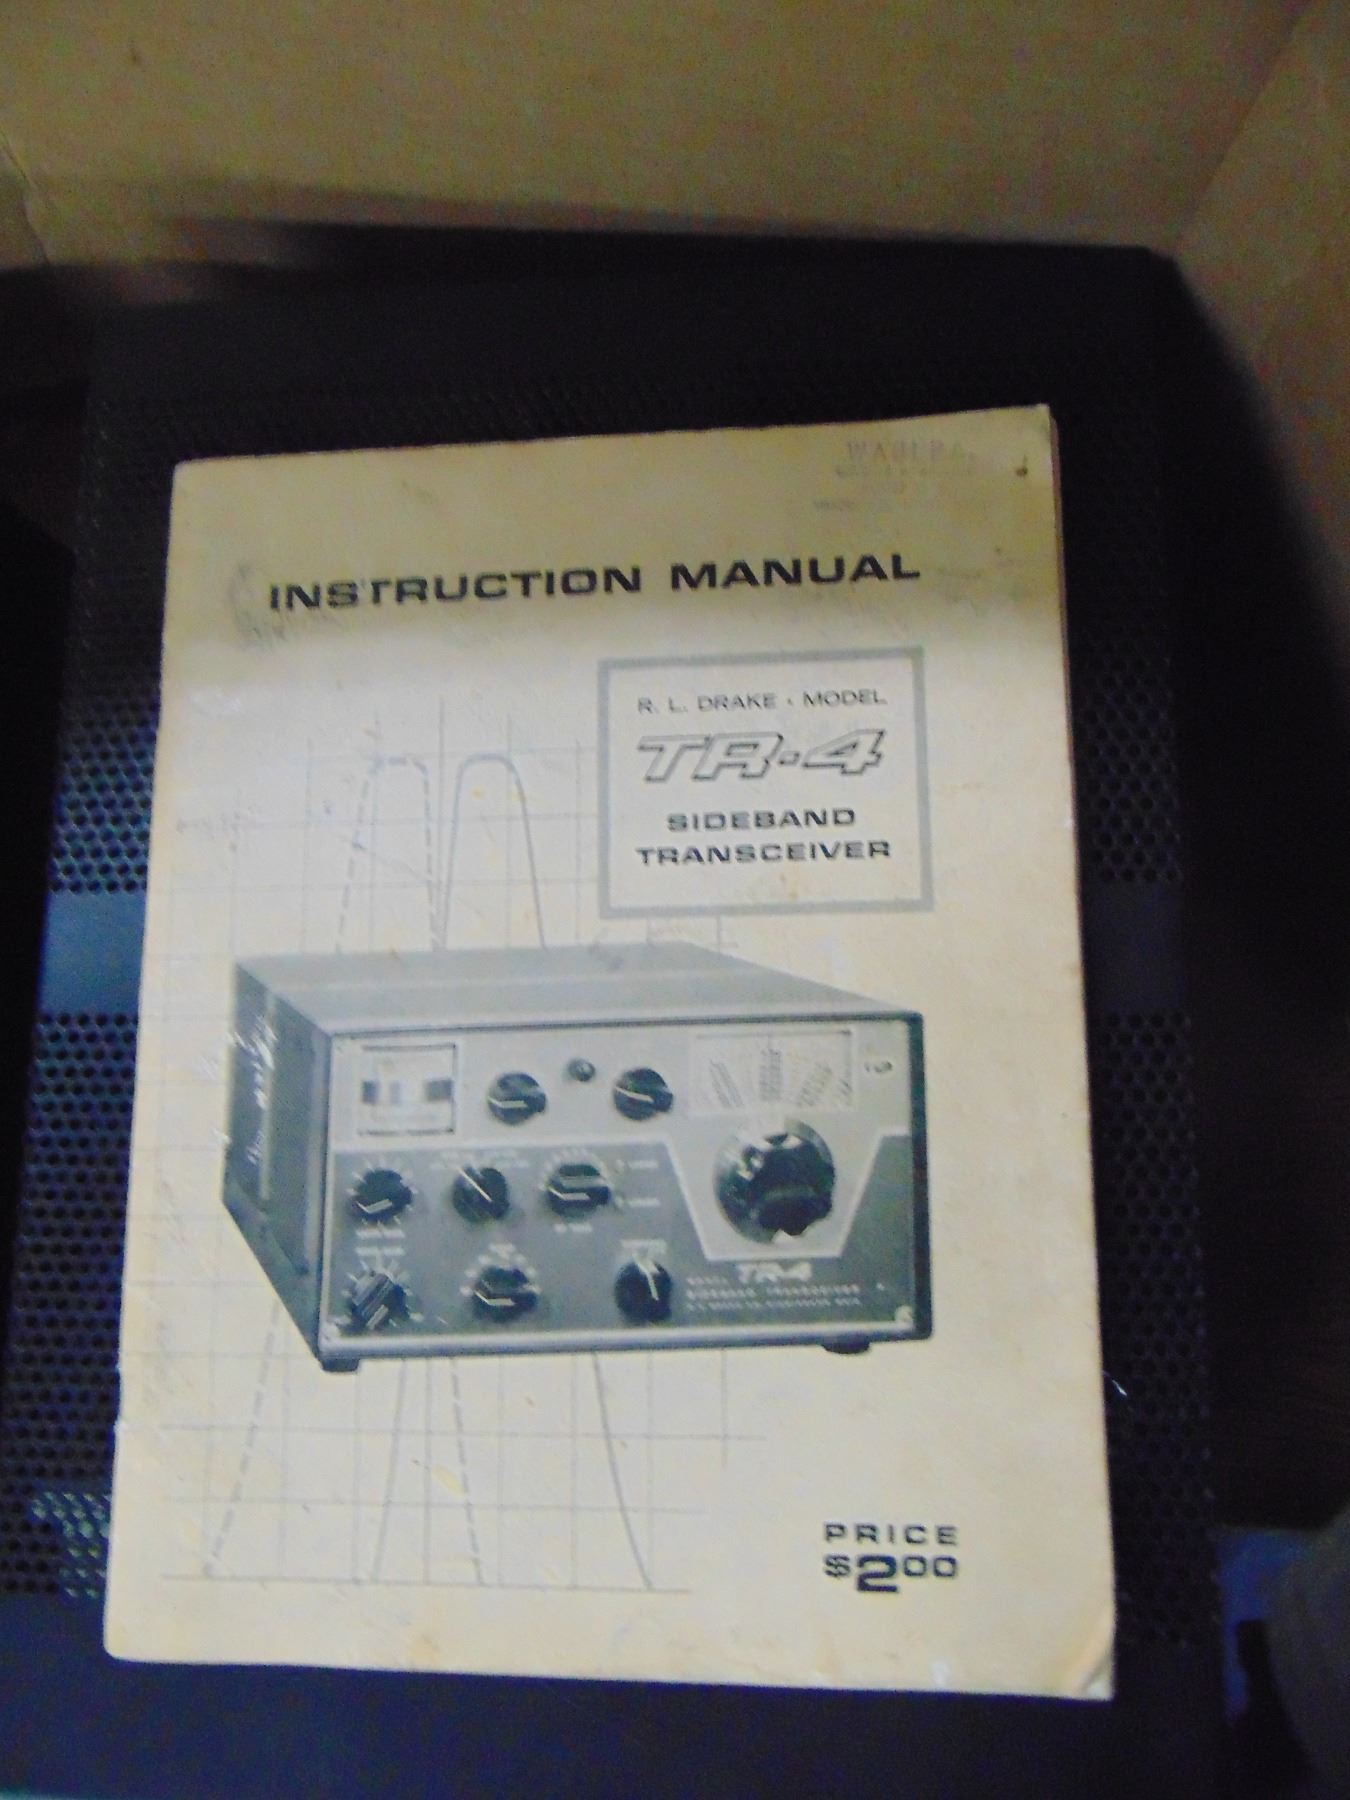 INSTRUCTION MANUAL
R. L. DRAKE • MODEL
TR-4
SIDEBAND
TRANSCEIVER
TR-4
PRICE
$2.00